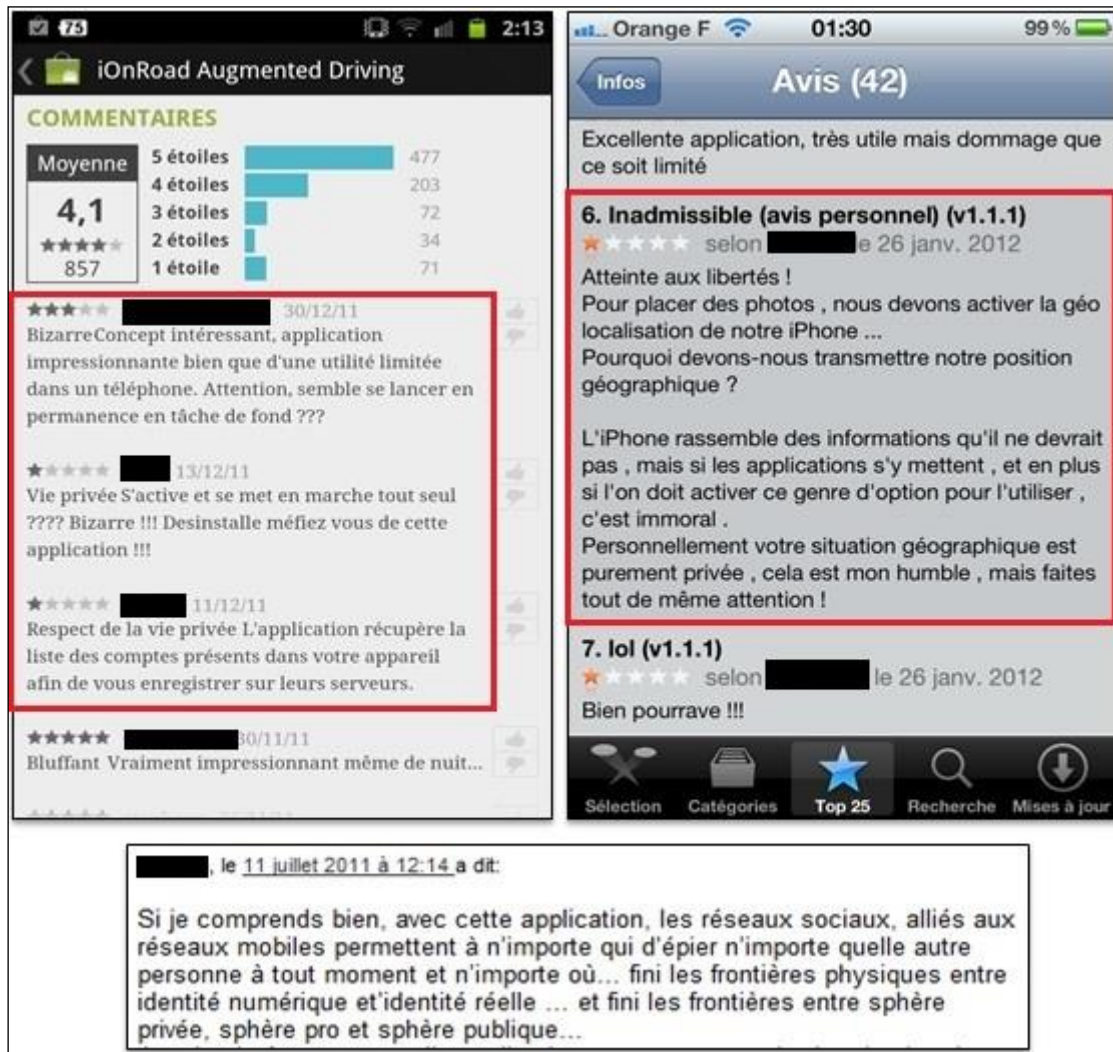 75 2:13
iOnRoad Augmented Driving
COMMENTAIRES
Moyenne
4,1
857
5 étoiles 477
4 étoiles 203
3 étoiles 72
2 étoiles 34
1 étoile 71
30/12/11
BizarreConcept intéressant, application
impressionnante bien que d'une utilité limitée
dans un téléphone. Attention, semble se lancer en
permanence en tâche de fond ???
13/12/11
Vie privée S'active et se met en marche tout seul
???? Bizarre !!! Desinstalle méfiez vous de cette
application !!!
11/12/11
Respect de la vie privée L'application récupère la
liste des comptes présents dans votre appareil
afin de vous enregistrer sur leurs serveurs.
30/11/11
Bluffant Vraiment impressionnant même de nuit...
Orange F 01:30 99 %
Infos Avis (42)
Excellente application, très utile mais dommage que
ce soit limité
6. Inadmissible (avis personnel) (v1.1.1)
selon e 26 janv. 2012
Atteinte aux libertés !
Pour placer des photos , nous devons activer la géo
localisation de notre iPhone ...
Pourquoi devons-nous transmettre notre position
géographique ?
L'iPhone rassemble des informations qu'il ne devrait
pas , mais si les applications s'y mettent , et en plus
si l'on doit activer ce genre d'option pour l'utiliser ,
c'est immoral .
Personnellement votre situation géographique est
purement privée , cela est mon humble , mais faites
tout de même attention !
7. lol (v1.1.1)
selon le 26 janv. 2012
Bien pourrave !!!
Sélection Catégories Top 25 Recherche Mises à jour
, le 11 juillet 2011 à 12:14 a dit:
Si je comprends bien, avec cette application, les réseaux sociaux, alliés aux
réseaux mobiles permettent à n'importe qui d'épier n'importe quelle autre
personne à tout moment et n'importe où... fini les frontières physiques entre
identité numérique et'identité réelle ... et fini les frontières entre sphère
privée, sphère pro et sphère publique...